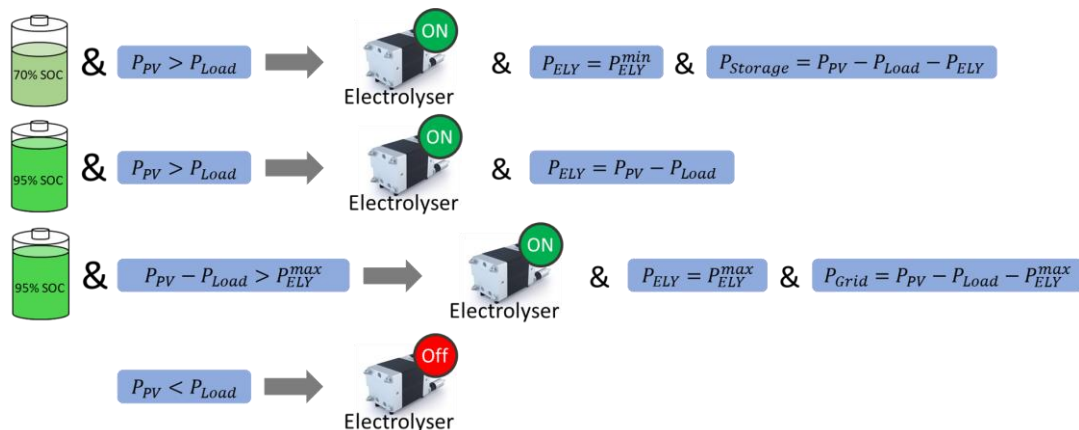 70% SOC & P_PV > P_Load ON & P_ELY = P_ELY^min & P_Storage = P_PV − P_Load − P_ELY
Electrolyser
95% SOC & P_PV > P_Load ON & P_ELY = P_PV − P_Load
Electrolyser
95% SOC & P_PV − P_Load > P_ELY^max ON & P_ELY = P_ELY^max & P_Grid = P_PV − P_Load − P_ELY^max
Electrolyser
P_PV < P_Load Off
Electrolyser